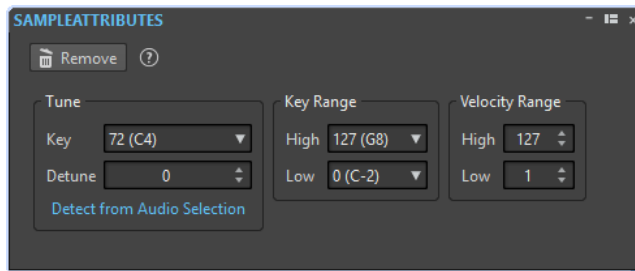 SAMPLEATTRIBUTES
Remove ?
Tune Key Range Velocity Range
Key 72 (C4) High 127 (G8) High 127
Detune 0 Low 0 (C-2) Low 1
Detect from Audio Selection